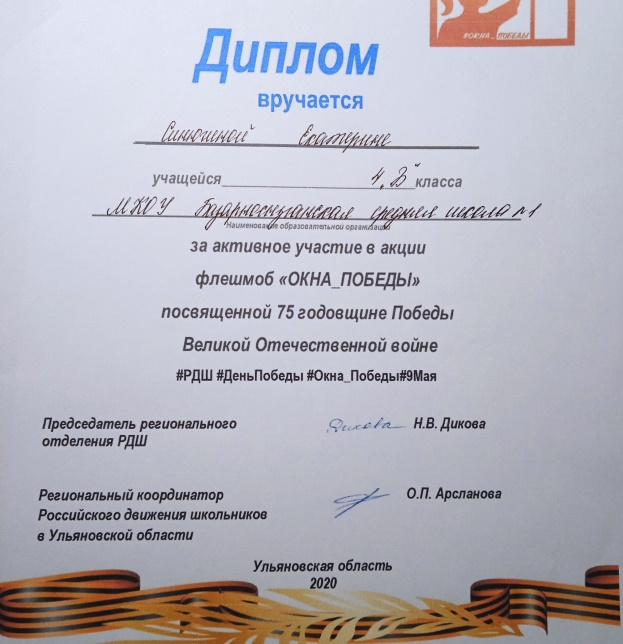 #ОКНА_ПОБЕДЫ
Диплом
вручается
Синюгиной Екатерине
учащейся 4 "В" класса
МКОУ Базарносызганская средняя школа №1
Наименование образовательной организации
за активное участие в акции
флешмоб «ОКНА_ПОБЕДЫ»
посвященной 75 годовщине Победы
Великой Отечественной войне
#РДШ #ДеньПобеды #Окна_Победы#9Мая
Председатель регионального
отделения РДШ
Дикова Н.В. Дикова
Региональный координатор
Российского движения школьников
в Ульяновской области
О.П. Арсланова
Ульяновская область
2020